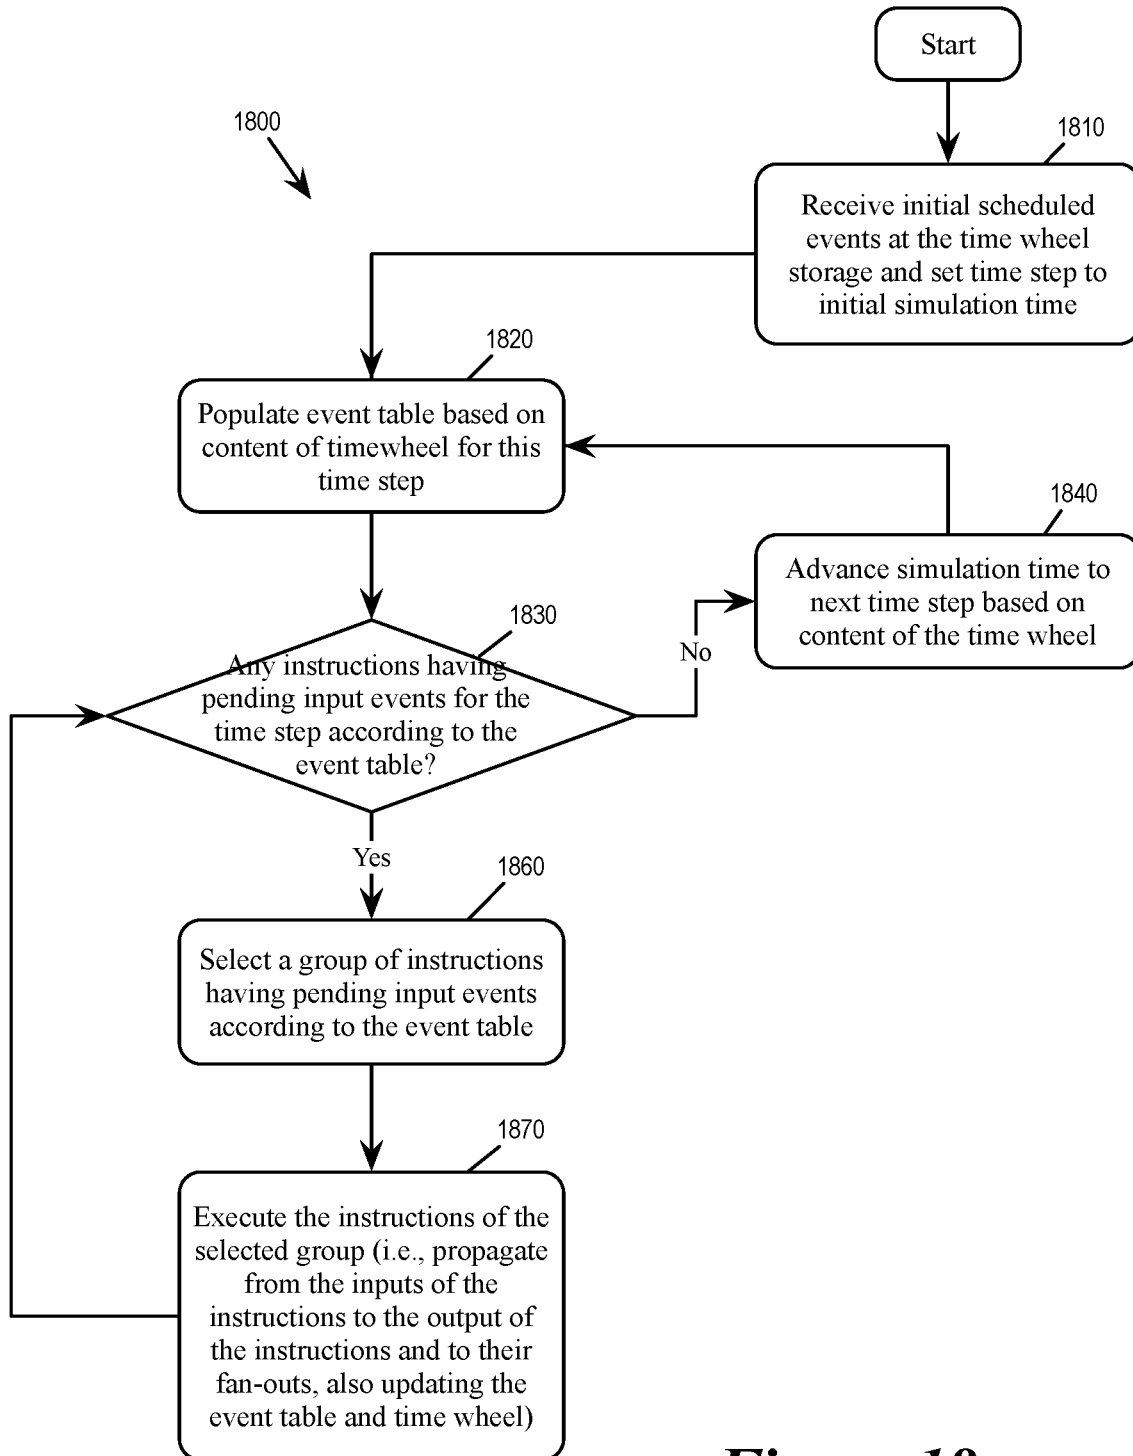 Start
1800
1810
Receive initial scheduled
events at the time wheel
storage and set time step to
initial simulation time
1820
Populate event table based on
content of timewheel for this
time step
1840
Advance simulation time to
next time step based on
content of the time wheel
1830
Any instructions having
pending input events for the
time step according to the
event table?
No
Yes
1860
Select a group of instructions
having pending input events
according to the event table
1870
Execute the instructions of the
selected group (i.e., propagate
from the inputs of the
instructions to the output of
the instructions and to their
fan-outs, also updating the
event table and time wheel)